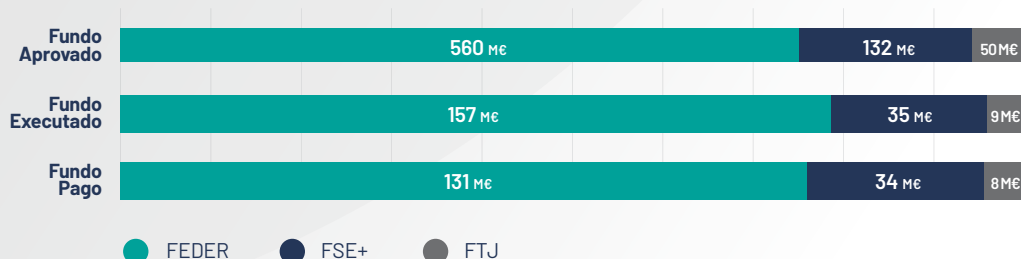 Fundo
Aprovado
560 M€
132 M€
50M€
Fundo
Executado
157 M€
35 M€
9M€
Fundo
Pago
131 M€
34 M€
8M€
FEDER
FSE+
FTJ